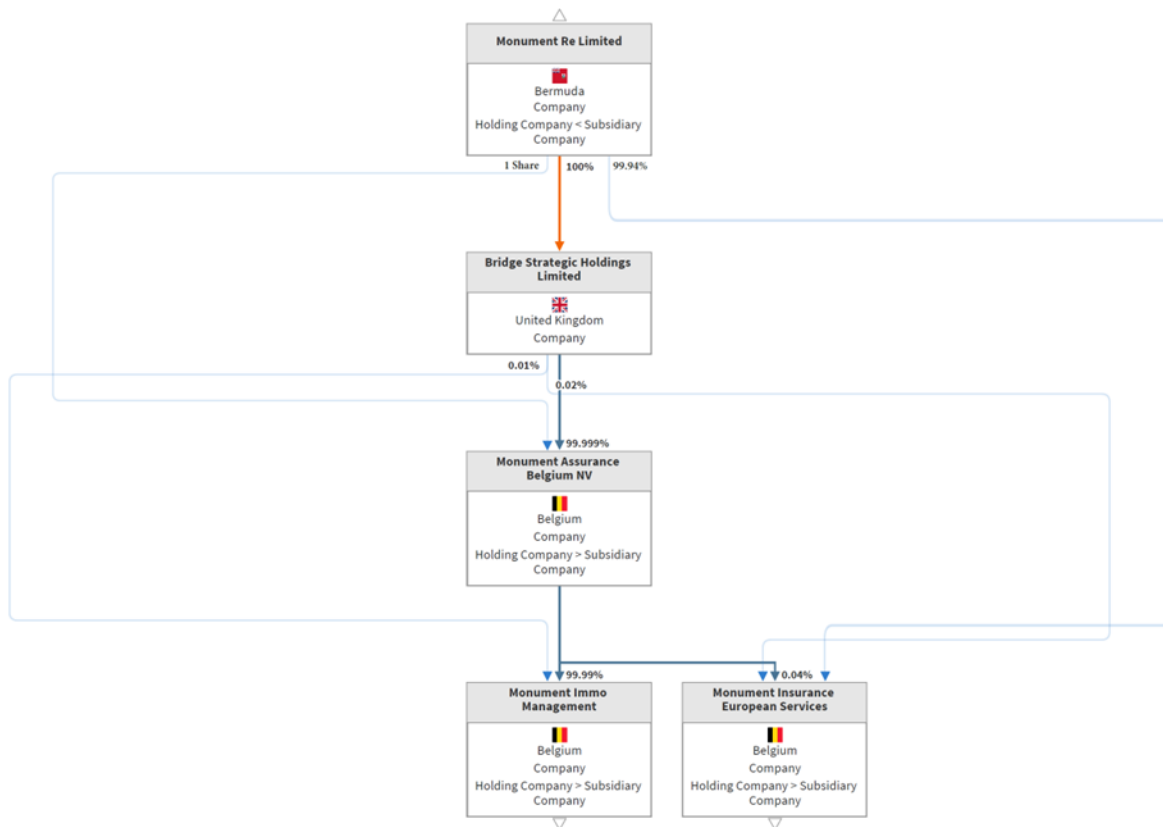 Monument Re Limited
Bermuda
Company
Holding Company < Subsidiary
Company
1 Share
100%
99.94%
Bridge Strategic Holdings
Limited
United Kingdom
Company
0.01%
0.02%
99.999%
Monument Assurance
Belgium NV
Belgium
Company
Holding Company > Subsidiary
Company
99.99%
0.04%
Monument Immo
Management
Belgium
Company
Holding Company > Subsidiary
Company
Monument Insurance
European Services
Belgium
Company
Holding Company > Subsidiary
Company